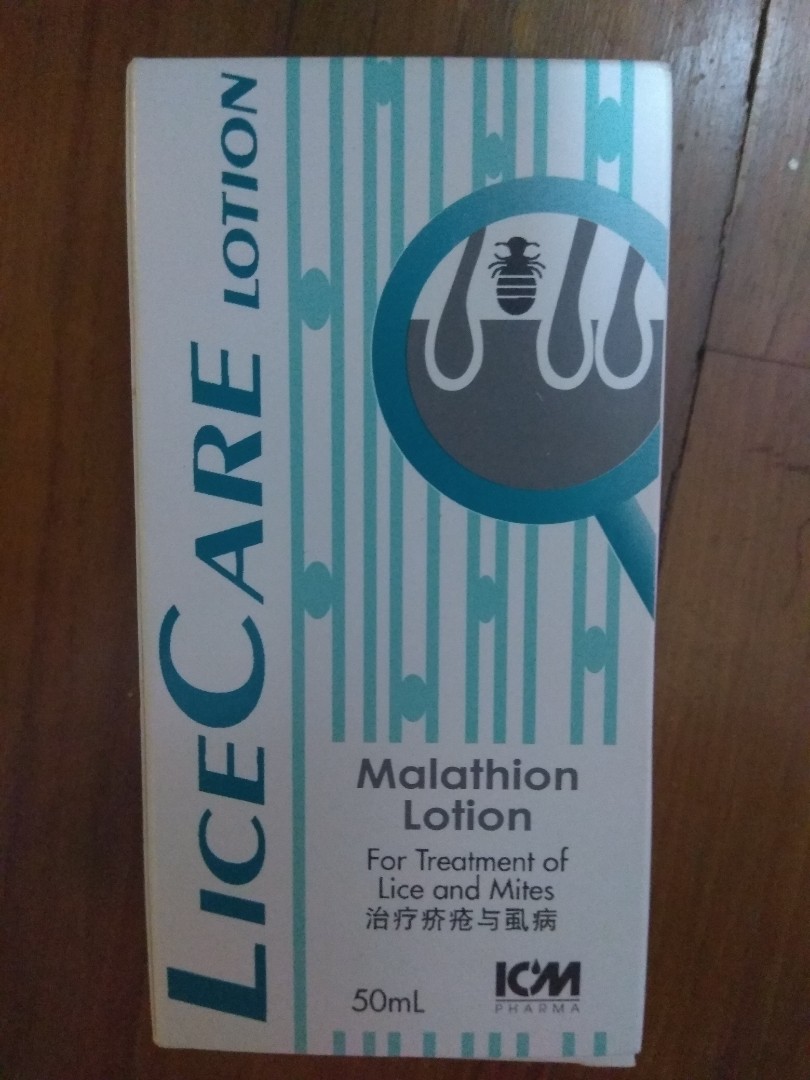 LICECARE LOTION
Malathion
Lotion
For Treatment of
Lice and Mites
治疗疥疮与虱病
50mL
ICM
PHARMA